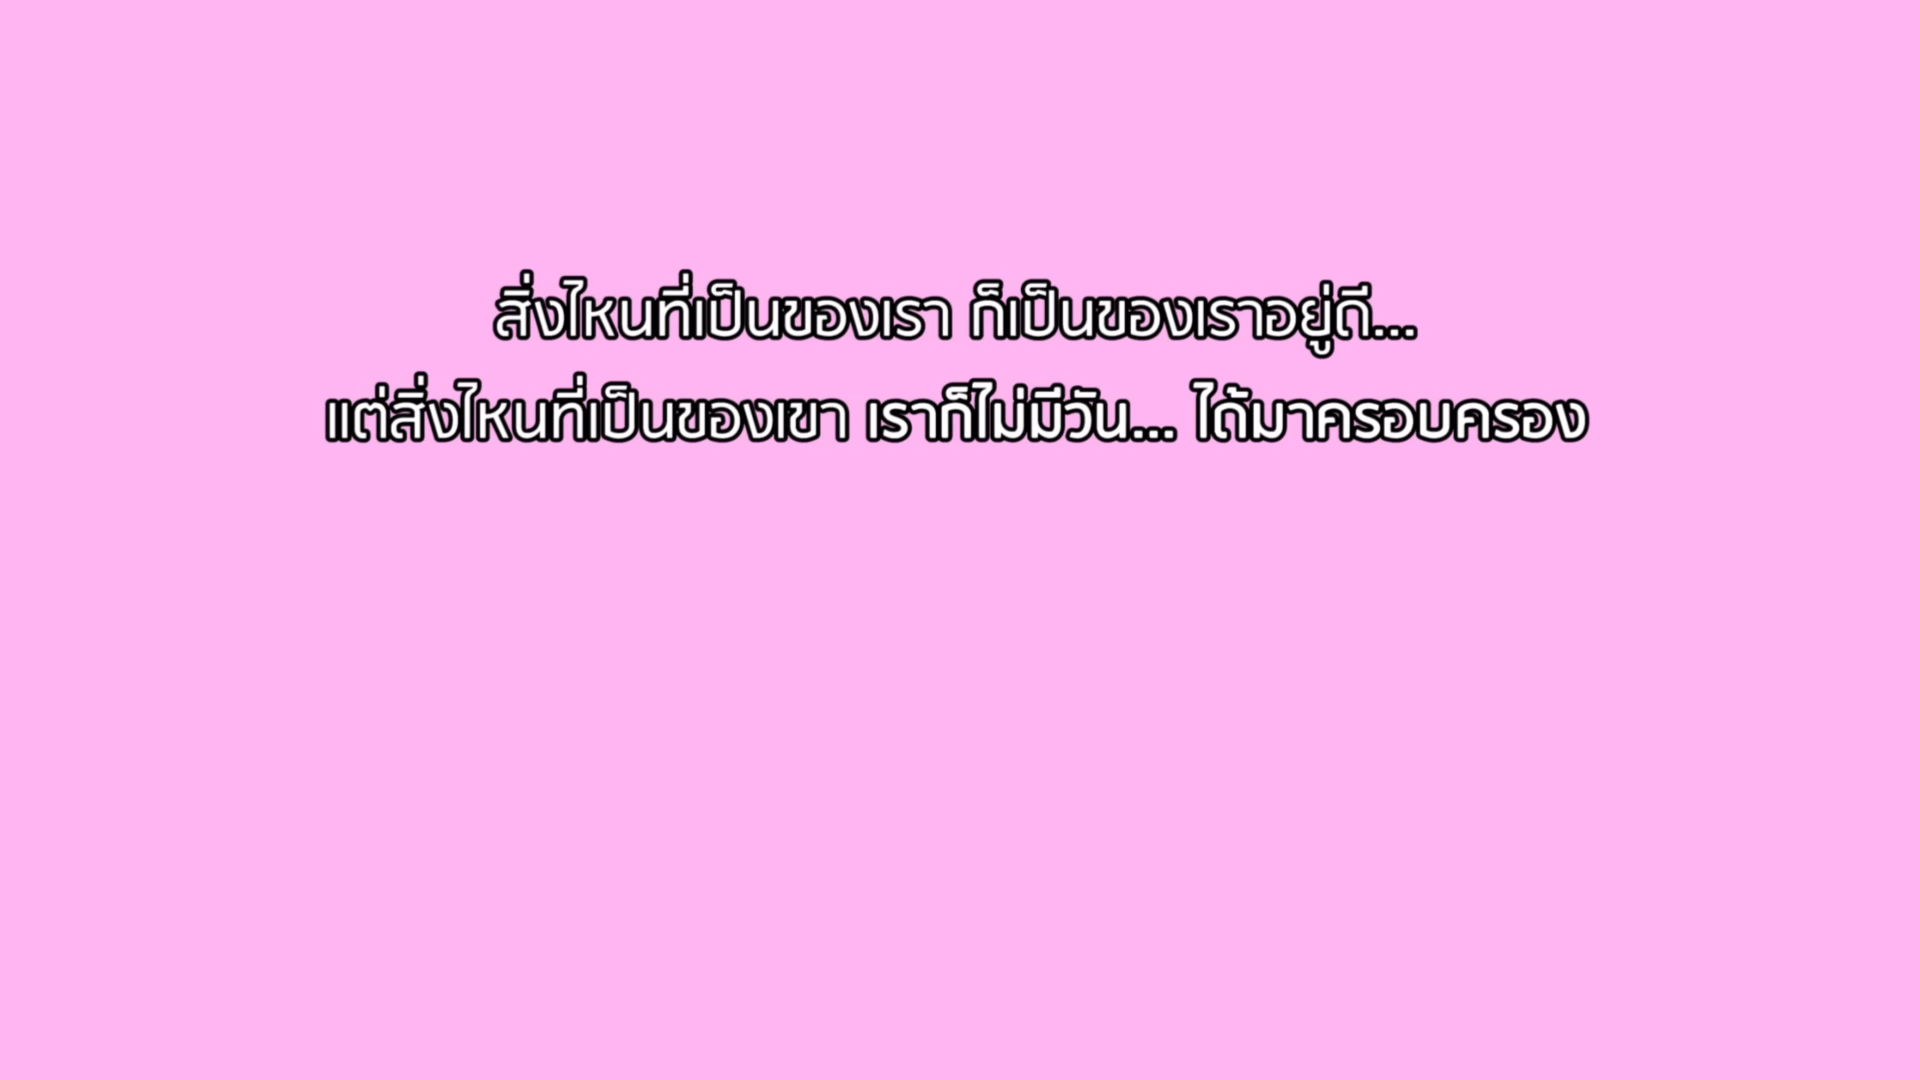 สิ่งไหนที่เป็นของเรา ก็เป็นของเราอยู่ดี...
แต่สิ่งไหนที่เป็นของเขา เราก็ไม่มีวัน... ได้มาครอบครอง